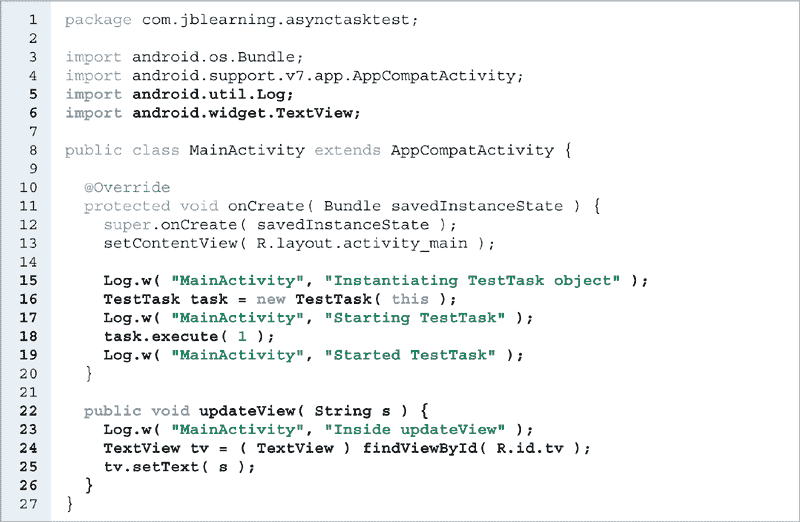 1 package com.jblearning.asynctasktest;
2
3 import android.os.Bundle;
4 import android.support.v7.app.AppCompatActivity;
5 import android.util.Log;
6 import android.widget.TextView;
7
8 public class MainActivity extends AppCompatActivity {
9
10   @Override
11   protected void onCreate( Bundle savedInstanceState ) {
12     super.onCreate( savedInstanceState );
13     setContentView( R.layout.activity_main );
14
15     Log.w( "MainActivity", "Instantiating TestTask object" );
16     TestTask task = new TestTask( this );
17     Log.w( "MainActivity", "Starting TestTask" );
18     task.execute( 1 );
19     Log.w( "MainActivity", "Started TestTask" );
20   }
21
22   public void updateView( String s ) {
23     Log.w( "MainActivity", "Inside updateView" );
24     TextView tv = ( TextView ) findViewById( R.id.tv );
25     tv.setText( s );
26   }
27 }